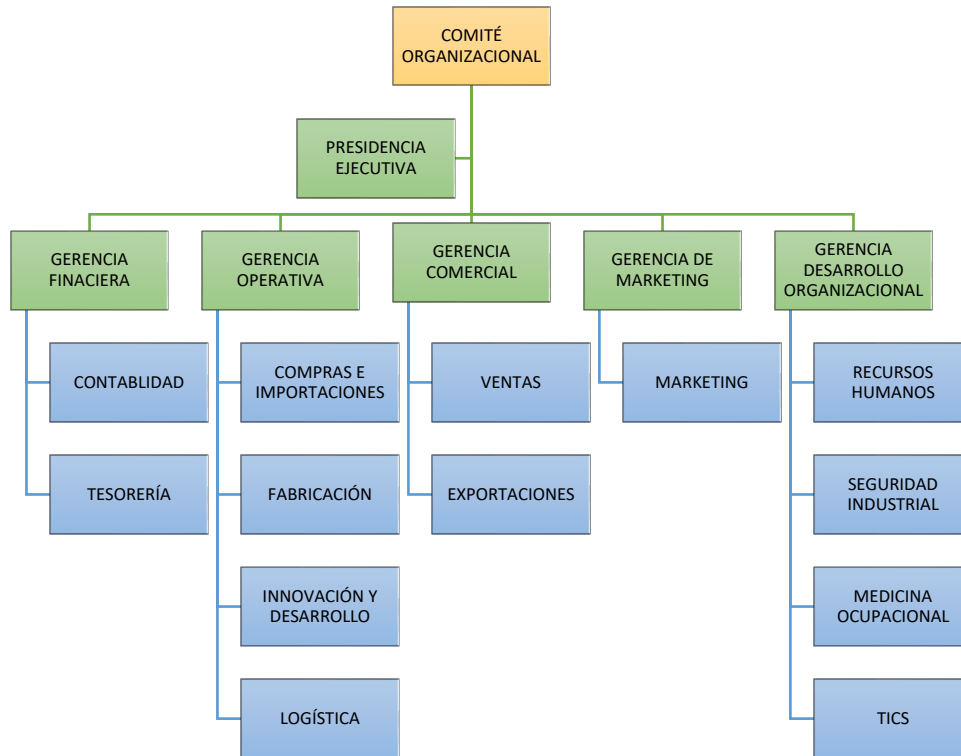 COMITÉ
ORGANIZACIONAL
PRESIDENCIA
EJECUTIVA
GERENCIA
FINACIERA
GERENCIA
OPERATIVA
GERENCIA
COMERCIAL
GERENCIA DE
MARKETING
GERENCIA
DESARROLLO
ORGANIZACIONAL
CONTABLIDAD
COMPRAS E
IMPORTACIONES
VENTAS
MARKETING
RECURSOS
HUMANOS
TESORERÍA
FABRICACIÓN
EXPORTACIONES
SEGURIDAD
INDUSTRIAL
INNOVACIÓN Y
DESARROLLO
MEDICINA
OCUPACIONAL
LOGÍSTICA
TICS